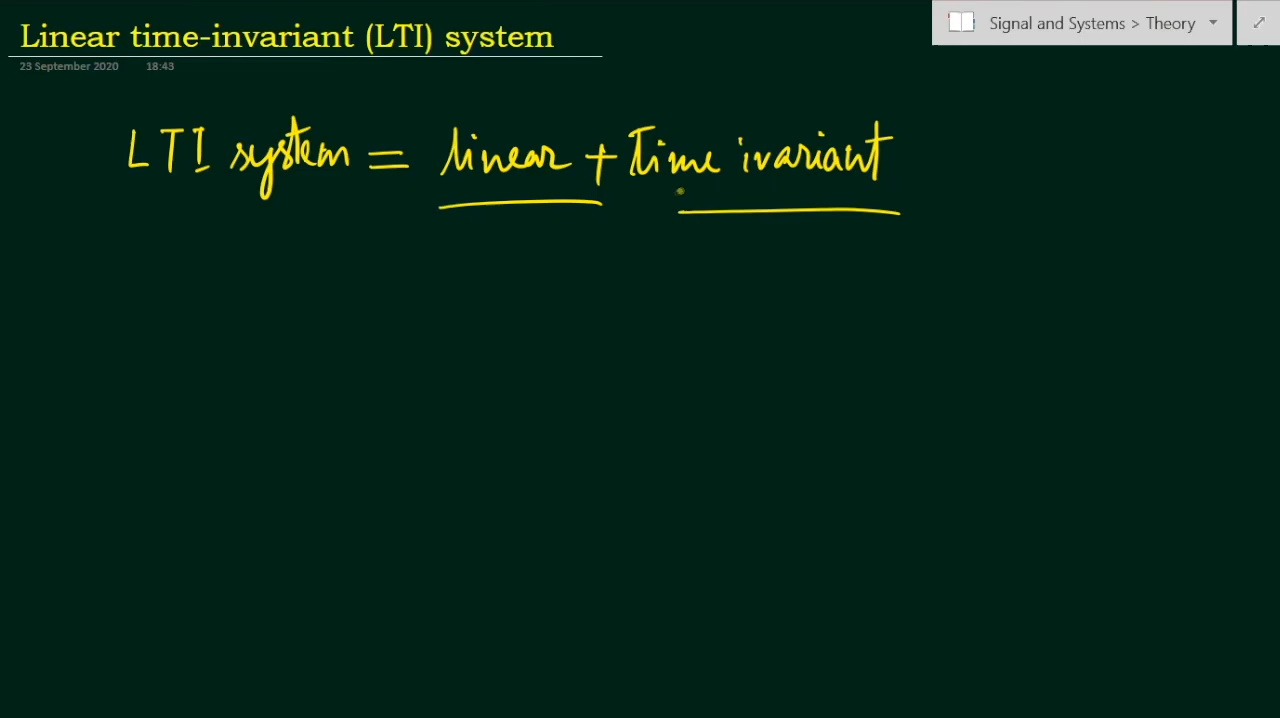 Linear time-invariant (LTI) system
Signal and Systems > Theory
23 September 2020 18:43
LTI system = linear + Time ivariant